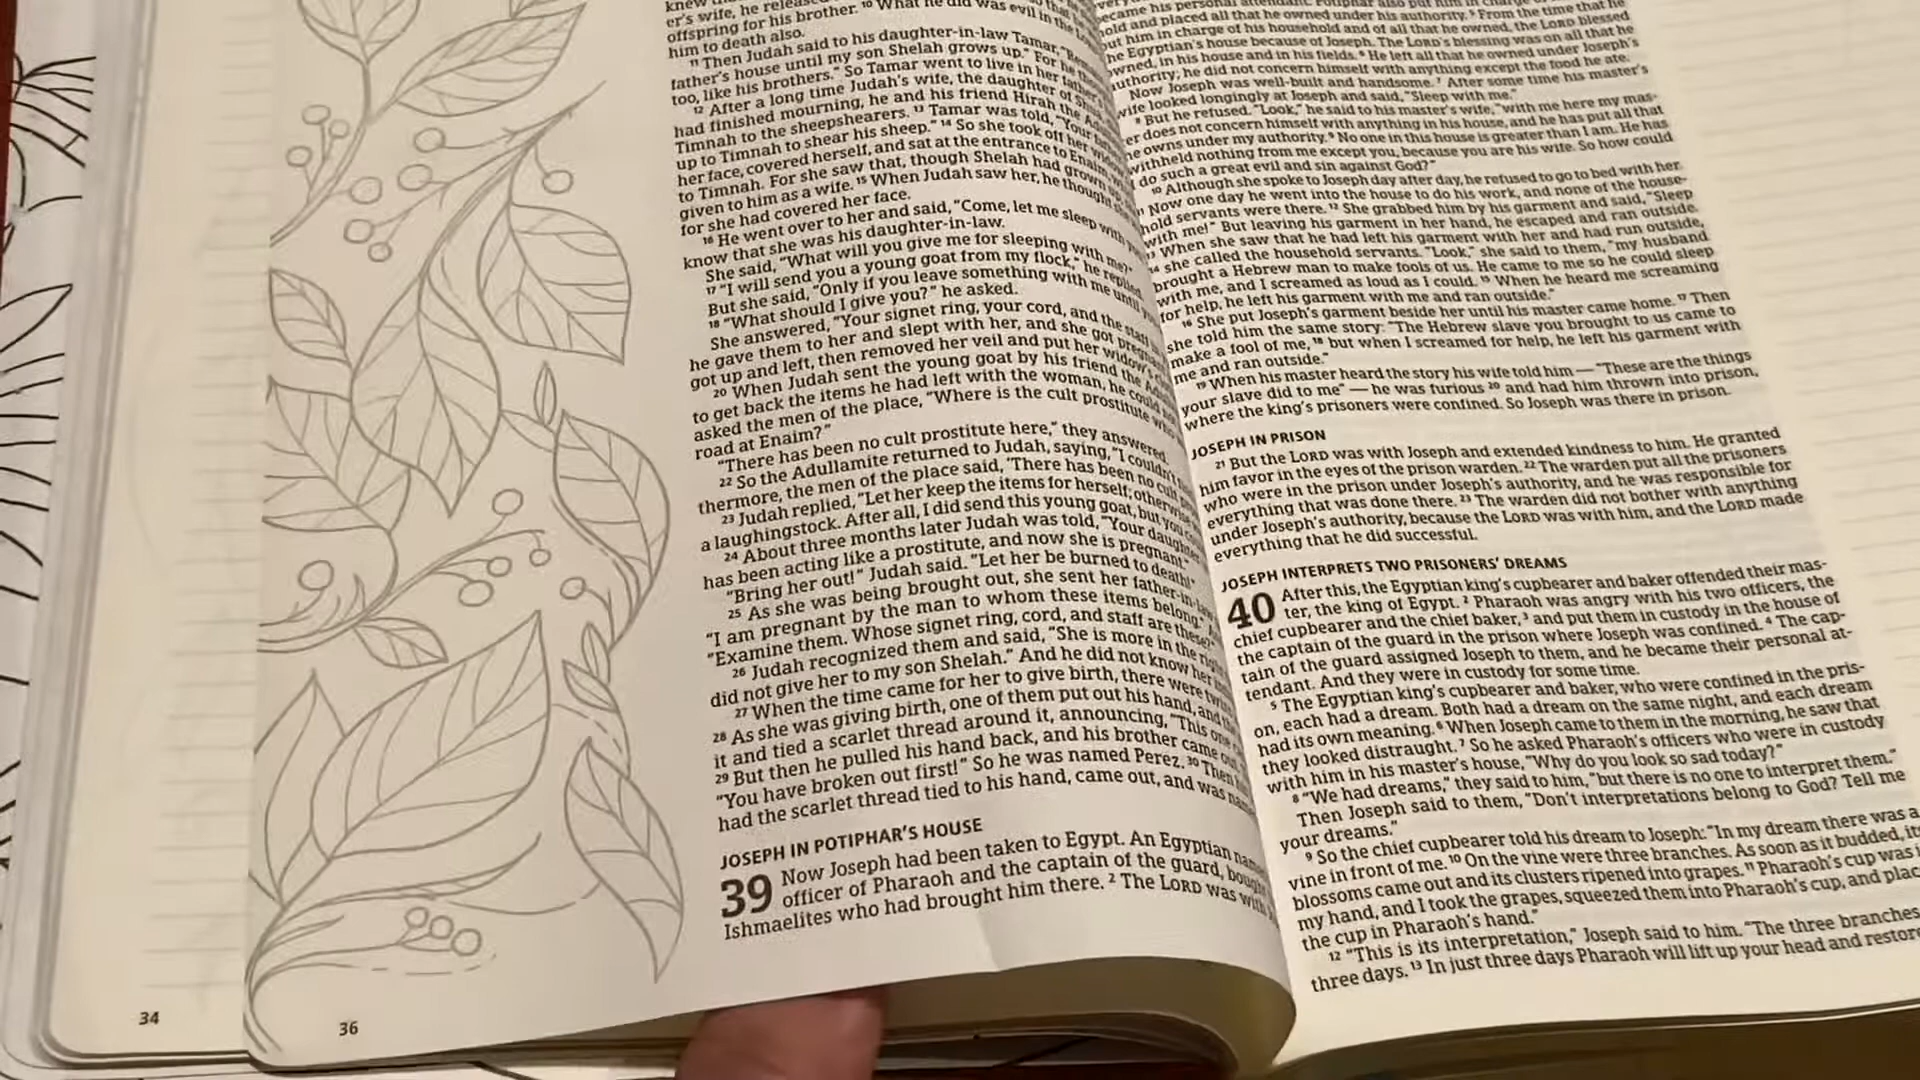 er's wife, he released
offspring for his brother. 10 What he did was evil in the
him to death also.
11 Then Judah said to his daughter-in-law Tamar,
father's house until my son Shelah grows up." For he
too, like his brothers." So Tamar went to live in her father's
12 After a long time Judah's wife, the daughter of
had finished mourning, he and his friend Hirah the
Timnah to the sheepshearers. 13 Tamar was told, "Your
up to Timnah to shear his sheep." 14 So she took off her
her face, covered herself, and sat at the entrance to
to Timnah. For she saw that, though Shelah had grown
given to him as a wife. 15 When Judah saw her, he thought
for she had covered her face.
16 He went over to her and said, "Come, let me sleep with
know that she was his daughter-in-law.
She said, "What will you give me for sleeping with me?"
17 "I will send you a young goat from my flock," he replied.
But she said, "Only if you leave something with me until
18 "What should I give you?" he asked.
She answered, "Your signet ring, your cord, and the staff
he gave them to her and slept with her, and she got
got up and left, then removed her veil and put her widow's
20 When Judah sent the young goat by his friend the
to get back the items he had left with the woman, he could
asked the men of the place, "Where is the cult prostitute
road at Enaim?"
"There has been no cult prostitute here," they answered.
22 So the Adullamite returned to Judah, saying, "I couldn't
thermore, the men of the place said, 'There has been no cult
23 Judah replied, "Let her keep the items for herself; otherwise
a laughingstock. After all, I did send this young goat, but you
24 About three months later Judah was told, "Your daughter
has been acting like a prostitute, and now she is pregnant."
"Bring her out!" Judah said. "Let her be burned to death!"
25 As she was being brought out, she sent her father-in-law
"I am pregnant by the man to whom these items belong."
"Examine them. Whose signet ring, cord, and staff are these?"
26 Judah recognized them and said, "She is more in the
did not give her to my son Shelah." And he did not know her
27 When the time came for her to give birth, there were
28 As she was giving birth, one of them put out his hand, and
it and tied a scarlet thread around it, announcing, "This one
29 But then he pulled his hand back, and his brother came out.
"You have broken out first!" So he was named Perez. 30 Then
had the scarlet thread tied to his hand, came out, and was
JOSEPH IN POTIPHAR'S HOUSE
39 Now Joseph had been taken to Egypt. An Egyptian
officer of Pharaoh and the captain of the guard, bought
Ishmaelites who had brought him there. 2 The LORD was with
34
36
became his personal attendant.
and placed all that he owned under his authority. 5 From the time that he
him in charge of his household and of all that he owned, the LORD blessed
Egyptian's house because of Joseph. The LORD's blessing was on all that he
owned, in his house and in his fields. 6 He left all that he owned under Joseph's
authority; he did not concern himself with anything except the food he ate.
Now Joseph was well-built and handsome. 7 After some time his master's
wife looked longingly at Joseph and said, "Sleep with me."
8 But he refused. "Look," he said to his master's wife, "with me here my mas-
ter does not concern himself with anything in his house, and he has put all that
he owns under my authority. 9 No one in this house is greater than I am. He has
withheld nothing from me except you, because you are his wife. So how could
I do such a great evil and sin against God?"
10 Although she spoke to Joseph day after day, he refused to go to bed with her.
11 Now one day he went into the house to do his work, and none of the house-
hold servants were there. 12 She grabbed him by his garment and said, "Sleep
with me!" But leaving his garment in her hand, he escaped and ran outside.
13 When she saw that he had left his garment with her and had run outside,
14 she called the household servants. "Look," she said to them, "my husband
brought a Hebrew man to make fools of us. He came to me so he could sleep
with me, and I screamed as loud as I could. 15 When he heard me screaming
for help, he left his garment with me and ran outside."
16 She put Joseph's garment beside her until his master came home. 17 Then
she told him the same story: "The Hebrew slave you brought to us came to
make a fool of me, 18 but when I screamed for help, he left his garment with
me and ran outside."
19 When his master heard the story his wife told him — "These are the things
your slave did to me" — he was furious 20 and had him thrown into prison,
where the king's prisoners were confined. So Joseph was there in prison.
JOSEPH IN PRISON
21 But the LORD was with Joseph and extended kindness to him. He granted
him favor in the eyes of the prison warden. 22 The warden put all the prisoners
who were in the prison under Joseph's authority, and he was responsible for
everything that was done there. 23 The warden did not bother with anything
under Joseph's authority, because the LORD was with him, and the LORD made
everything that he did successful.
JOSEPH INTERPRETS TWO PRISONERS' DREAMS
40 After this, the Egyptian king's cupbearer and baker offended their mas-
ter, the king of Egypt. 2 Pharaoh was angry with his two officers, the
chief cupbearer and the chief baker, 3 and put them in custody in the house of
the captain of the guard in the prison where Joseph was confined. 4 The cap-
tain of the guard assigned Joseph to them, and he became their personal at-
tendant. And they were in custody for some time.
5 The Egyptian king's cupbearer and baker, who were confined in the pris-
on, each had a dream. Both had a dream on the same night, and each dream
had its own meaning. 6 When Joseph came to them in the morning, he saw that
they looked distraught. 7 So he asked Pharaoh's officers who were in custody
with him in his master's house, "Why do you look so sad today?"
8 "We had dreams," they said to him, "but there is no one to interpret them."
Then Joseph said to them, "Don't interpretations belong to God? Tell me
your dreams."
9 So the chief cupbearer told his dream to Joseph: "In my dream there was a
vine in front of me. 10 On the vine were three branches. As soon as it budded, its
blossoms came out and its clusters ripened into grapes. 11 Pharaoh's cup was in
my hand, and I took the grapes, squeezed them into Pharaoh's cup, and
the cup in Pharaoh's hand."
12 "This is its interpretation," Joseph said to him. "The three branches
three days. 13 In just three days Pharaoh will lift up your head and